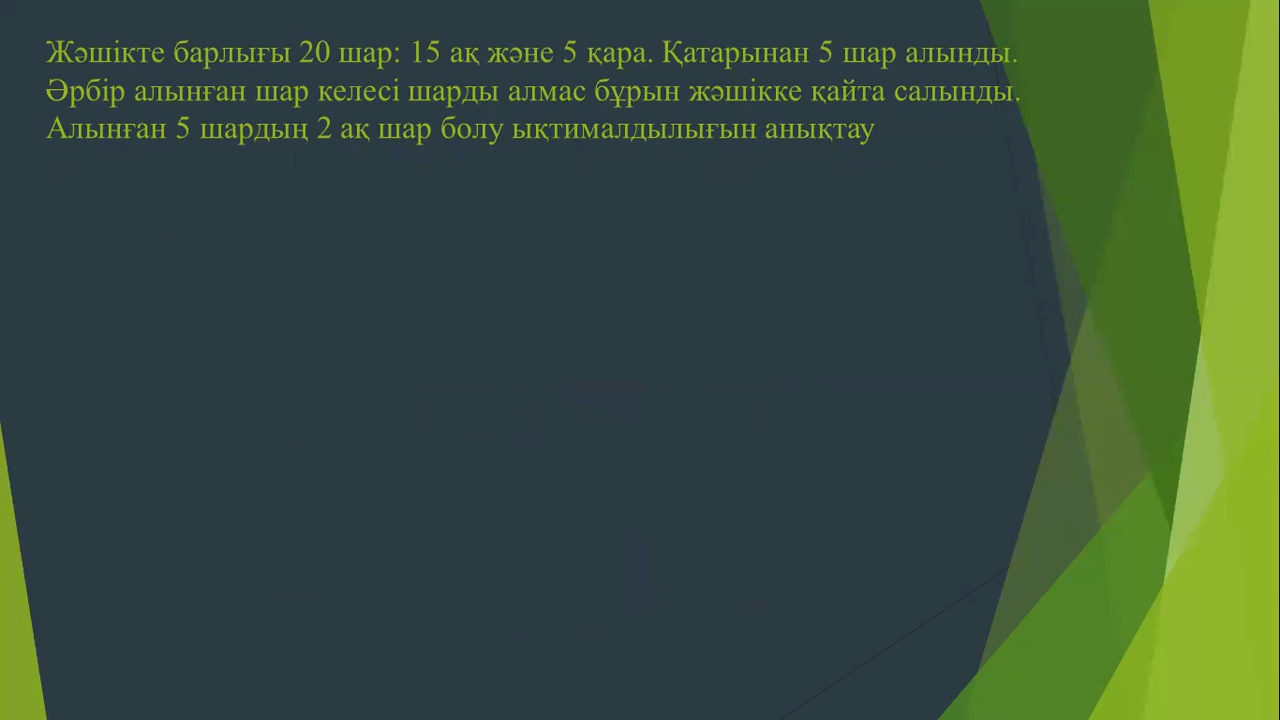 Жәшікте барлығы 20 шар: 15 ақ және 5 қара. Қатарынан 5 шар алынды.
Әрбір алынған шар келесі шарды алмас бұрын жәшікке қайта салынды.
Алынған 5 шардың 2 ақ шар болу ықтималдылығын анықтау